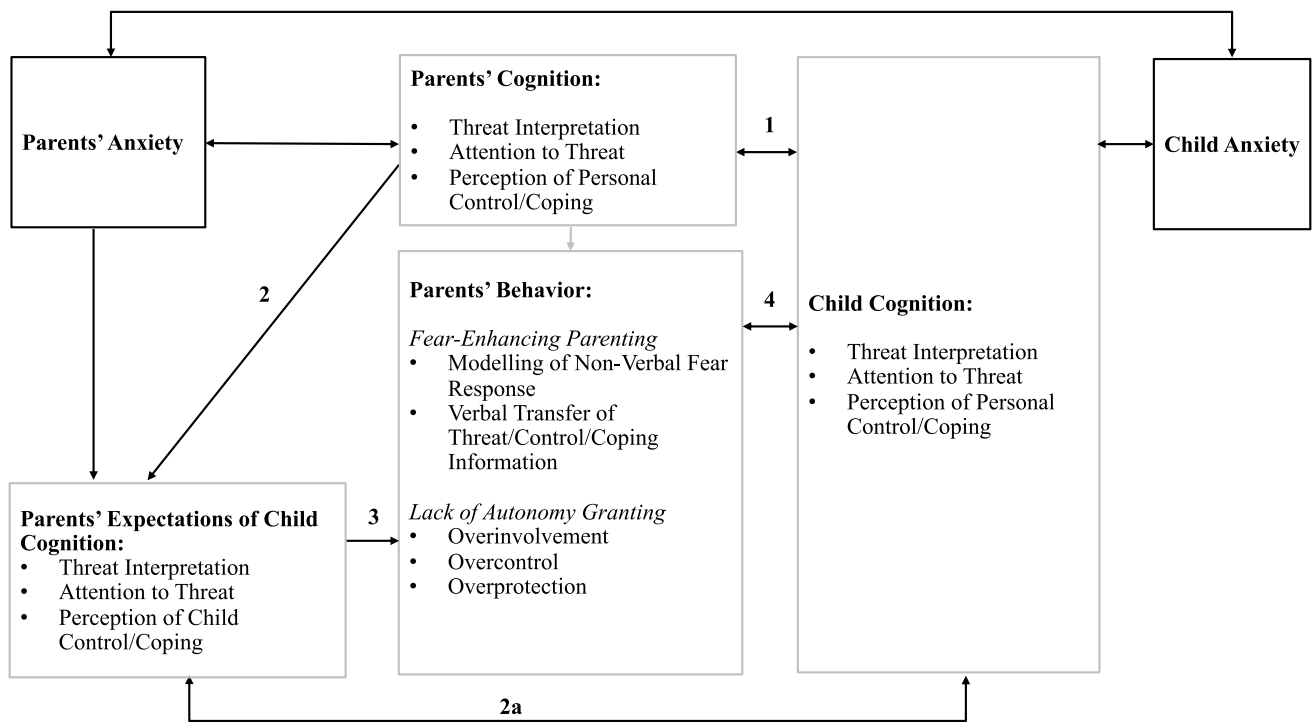 Parents’ Anxiety
Parents’ Cognition:
• Threat Interpretation
• Attention to Threat
• Perception of Personal
Control/Coping
1
Child Anxiety
2
Parents’ Behavior:
Fear-Enhancing Parenting
• Modelling of Non-Verbal Fear
Response
• Verbal Transfer of
Threat/Control/Coping
Information
Lack of Autonomy Granting
• Overinvolvement
• Overcontrol
• Overprotection
4
Child Cognition:
• Threat Interpretation
• Attention to Threat
• Perception of Personal
Control/Coping
Parents’ Expectations of Child
Cognition:
• Threat Interpretation
• Attention to Threat
• Perception of Child
Control/Coping
3
2a